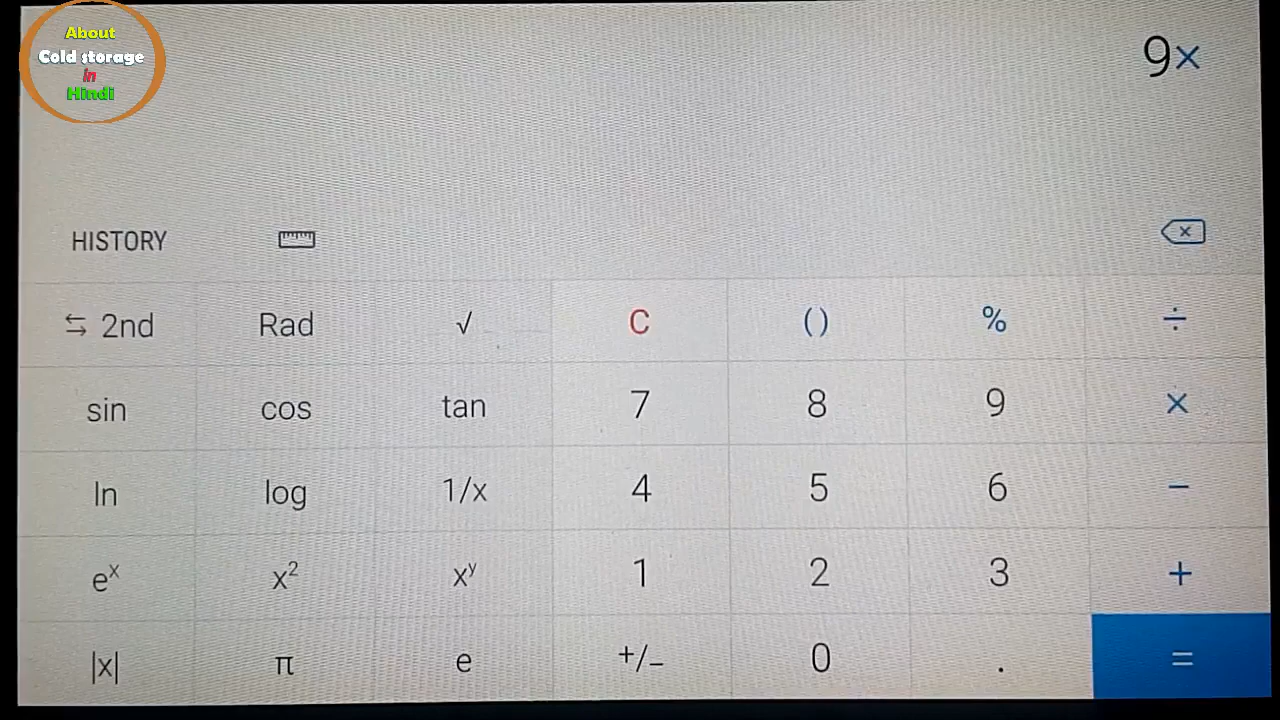 About
Cold storage
in
Hindi
9×
HISTORY
⇆ 2nd Rad √ C ( ) % ÷
sin cos tan 7 8 9 ×
ln log 1/x 4 5 6 −
eˣ x² xʸ 1 2 3 +
|x| π e +/− 0 . =